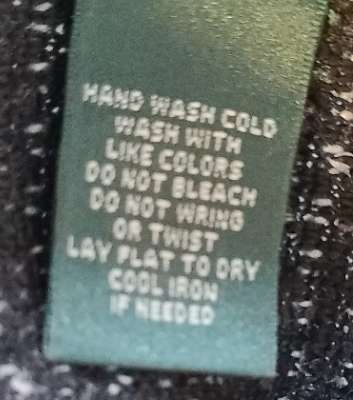 HAND WASH COLD
WASH WITH
LIKE COLORS
DO NOT BLEACH
DO NOT WRING
OR TWIST
LAY FLAT TO DRY
COOL IRON
IF NEEDED